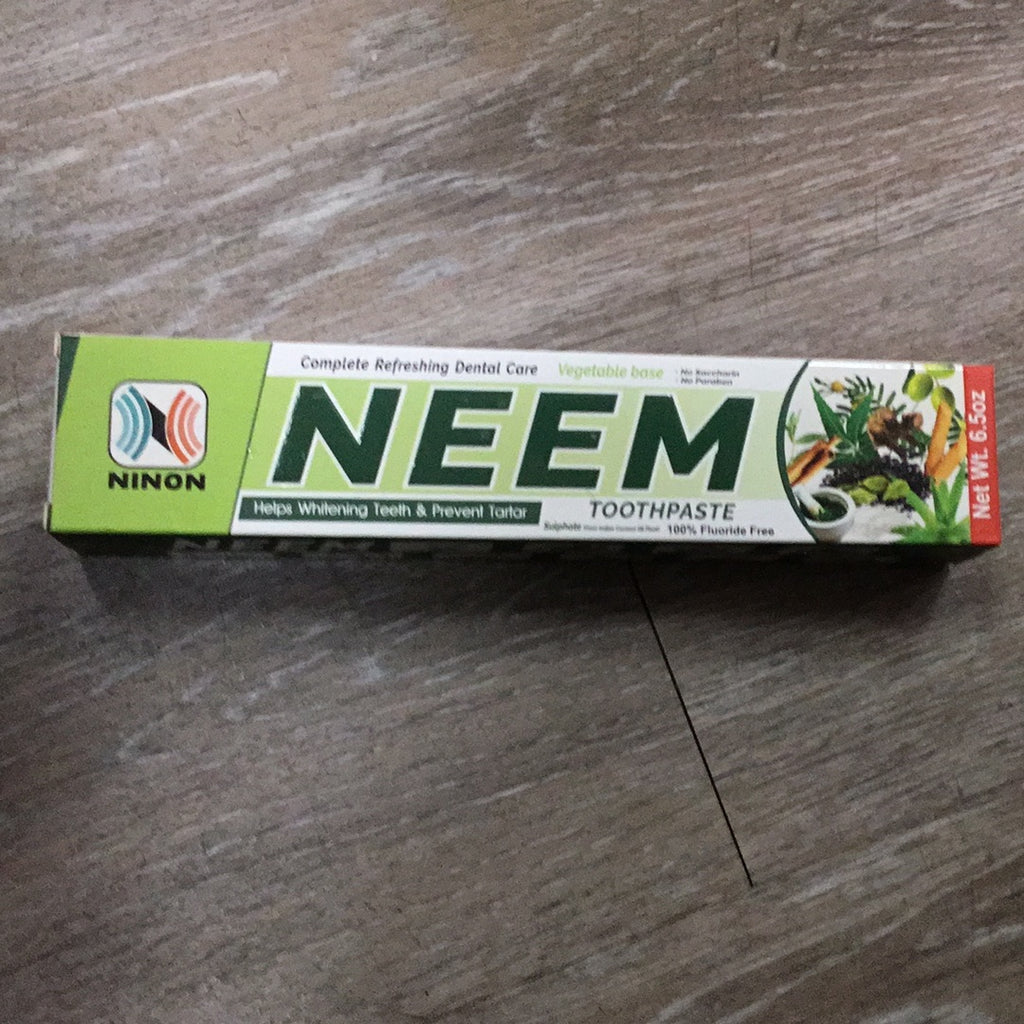 NINON
Complete Refreshing Dental Care
Vegetable base
- No Saccharin
- No Paraben
NEEM
Helps Whitening Teeth & Prevent Tartar
TOOTHPASTE
Sulphate
100% Fluoride Free
Net Wt. 6.5oz